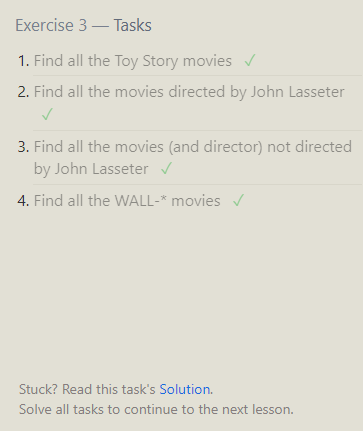 Exercise 3 — Tasks
1. Find all the Toy Story movies ✓
2. Find all the movies directed by John Lasseter
✓
3. Find all the movies (and director) not directed
by John Lasseter ✓
4. Find all the WALL-* movies ✓
Stuck? Read this task's Solution.
Solve all tasks to continue to the next lesson.